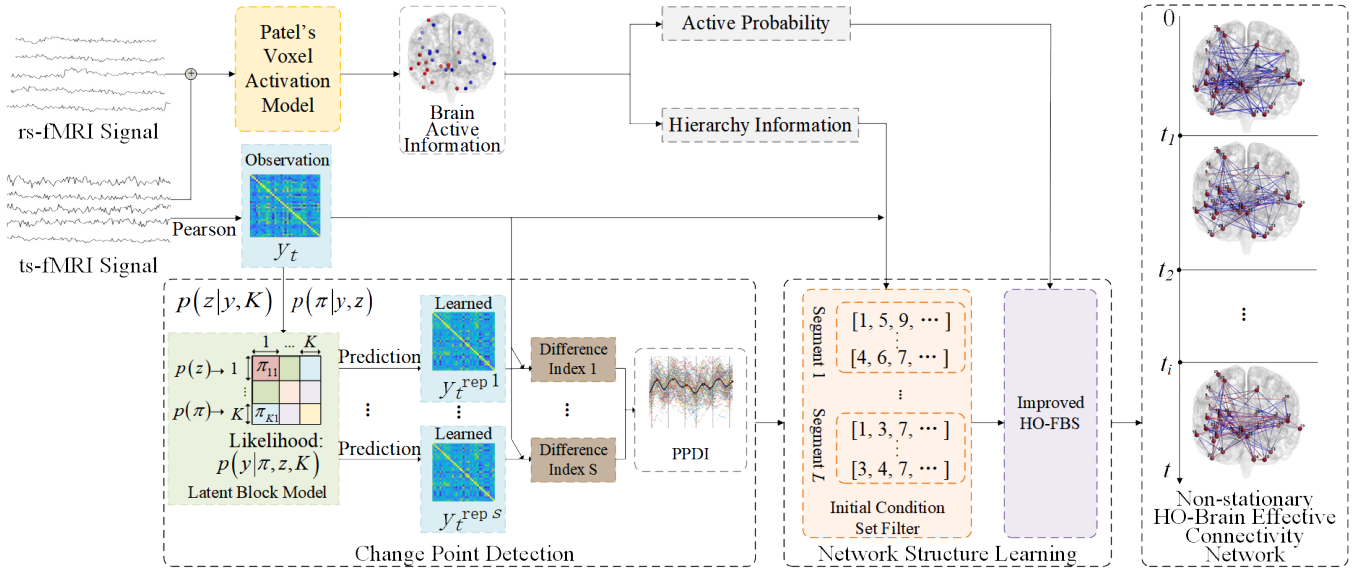 rs-fMRI Signal
ts-fMRI Signal
Pearson
Patel's
Voxel
Activation
Model
Brain
Active
Information
Active Probability
Hierarchy Information
Observation
y_t
p(z|y,K) p(π|y,z)
1 ... K
p(z)→ 1
⋮
p(π)→ K
π11
πK1
Likelihood:
p(y|π,z,K)
Latent Block Model
Prediction
⋮
Prediction
Learned
y_t^rep 1
⋮ ⋮
Learned
y_t^rep S
Difference
Index 1
⋮
Difference
Index S
PPDI
Change Point Detection
Segment 1
[1, 5, 9, ⋯ ]
⋮
[4, 6, 7, ⋯ ]
⋮
Segment L
[1, 3, 7, ⋯ ]
⋮
[3, 4, 7, ⋯ ]
Initial Condition
Set Filter
Improved
HO-FBS
Network Structure Learning
0
t1
t2
⋮
ti
t
Non-stationary
HO-Brain Effective
Connectivity
Network